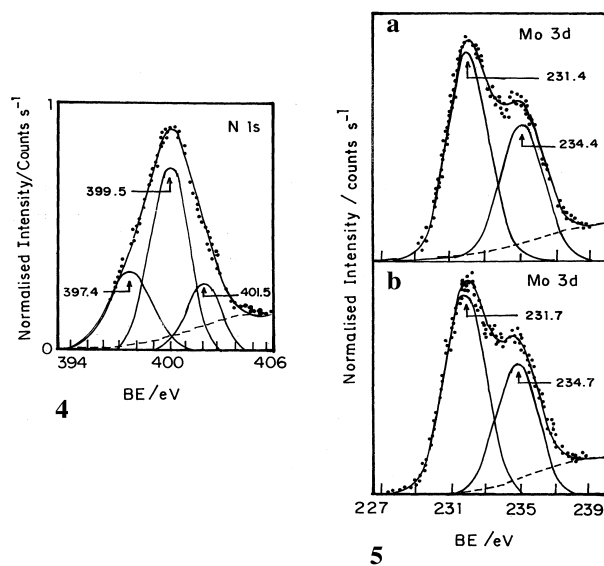 Normalised Intensity/Counts s⁻¹
1
0
N 1s
399.5
397.4
401.5
394
400
406
BE/eV
4
Normalised Intensity / counts s⁻¹
a
Mo 3d
231.4
234.4
b
Mo 3d
231.7
234.7
227
231
235
239
BE /eV
5